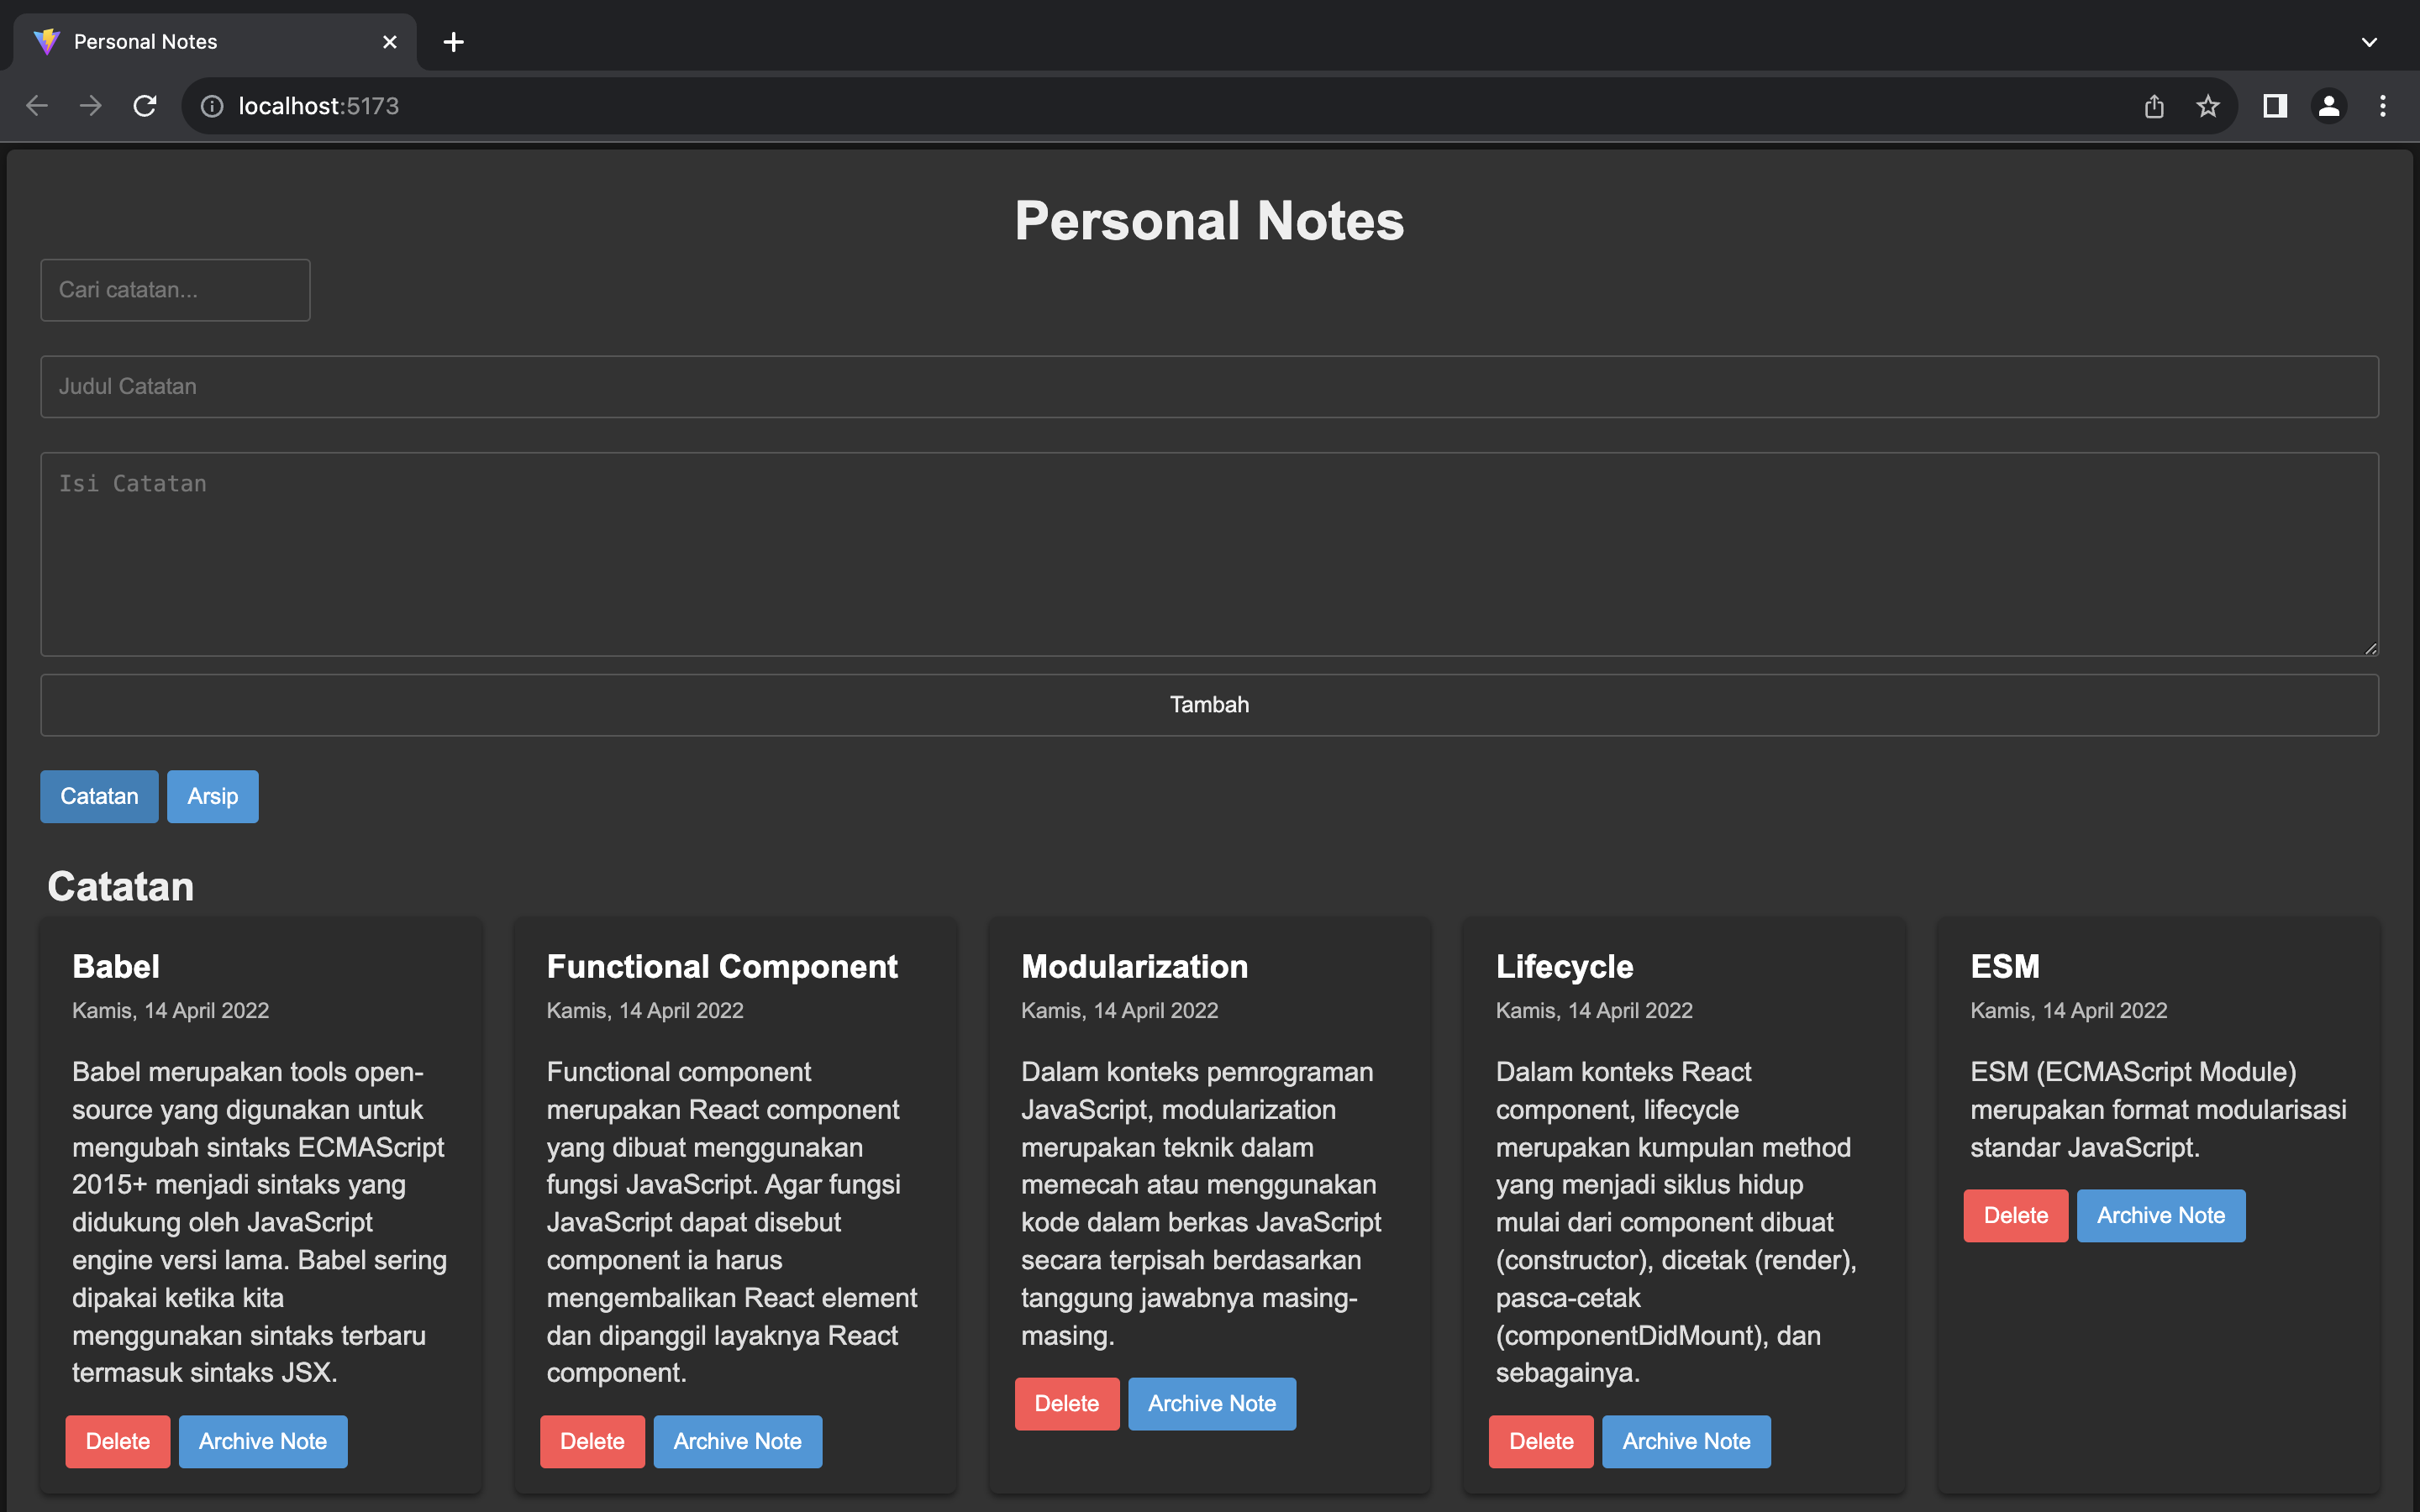 Personal Notes
localhost:5173
Personal Notes
Cari catatan...
Judul Catatan
Isi Catatan
Tambah
Catatan Arsip
Catatan
Babel
Kamis, 14 April 2022
Babel merupakan tools open-
source yang digunakan untuk
mengubah sintaks ECMAScript
2015+ menjadi sintaks yang
didukung oleh JavaScript
engine versi lama. Babel sering
dipakai ketika kita
menggunakan sintaks terbaru
termasuk sintaks JSX.
Delete Archive Note
Functional Component
Kamis, 14 April 2022
Functional component
merupakan React component
yang dibuat menggunakan
fungsi JavaScript. Agar fungsi
JavaScript dapat disebut
component ia harus
mengembalikan React element
dan dipanggil layaknya React
component.
Delete Archive Note
Modularization
Kamis, 14 April 2022
Dalam konteks pemrograman
JavaScript, modularization
merupakan teknik dalam
memecah atau menggunakan
kode dalam berkas JavaScript
secara terpisah berdasarkan
tanggung jawabnya masing-
masing.
Delete Archive Note
Lifecycle
Kamis, 14 April 2022
Dalam konteks React
component, lifecycle
merupakan kumpulan method
yang menjadi siklus hidup
mulai dari component dibuat
(constructor), dicetak (render),
pasca-cetak
(componentDidMount), dan
sebagainya.
Delete Archive Note
ESM
Kamis, 14 April 2022
ESM (ECMAScript Module)
merupakan format modularisasi
standar JavaScript.
Delete Archive Note